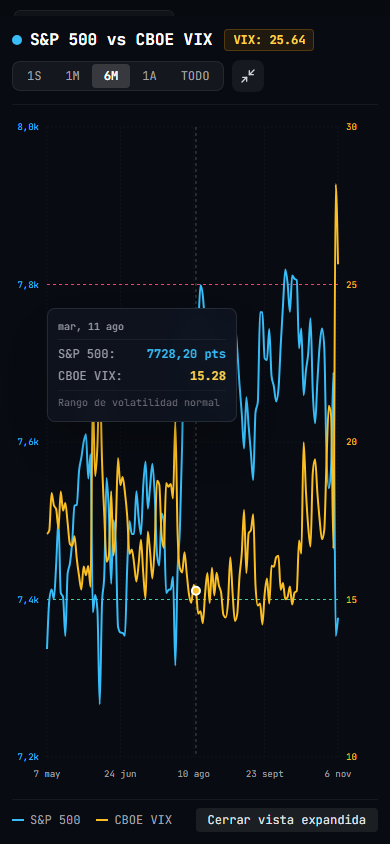 S&P 500 vs CBOE VIX VIX: 25.64
1S 1M 6M 1A TODO
8,0k 30
7,8k 25
mar, 11 ago
S&P 500: 7728,20 pts
CBOE VIX: 15.28
Rango de volatilidad normal
7,6k 20
7,4k 15
7,2k 10
7 may 24 jun 10 ago 23 sept 6 nov
S&P 500 CBOE VIX Cerrar vista expandida